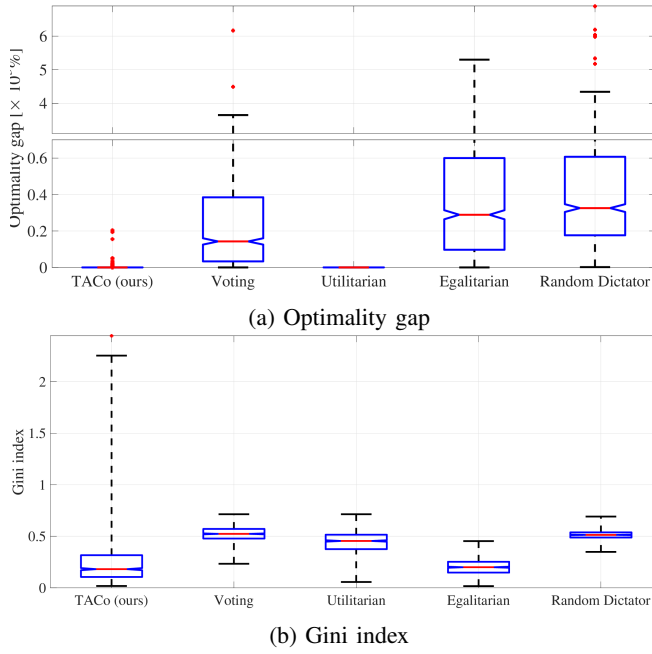 Optimality gap [× 10⁵%]
6
5
4
0.6
0.4
0.2
0
TACo (ours) Voting Utilitarian Egalitarian Random Dictator
(a) Optimality gap
Gini index
2
1.5
1
0.5
0
TACo (ours) Voting Utilitarian Egalitarian Random Dictator
(b) Gini index